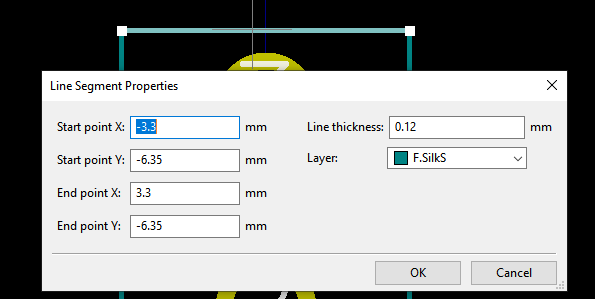 Line Segment Properties
Start point X: -3.3 mm Line thickness: 0.12 mm
Start point Y: -6.35 mm Layer: F.SilkS
End point X: 3.3 mm
End point Y: -6.35 mm
OK Cancel